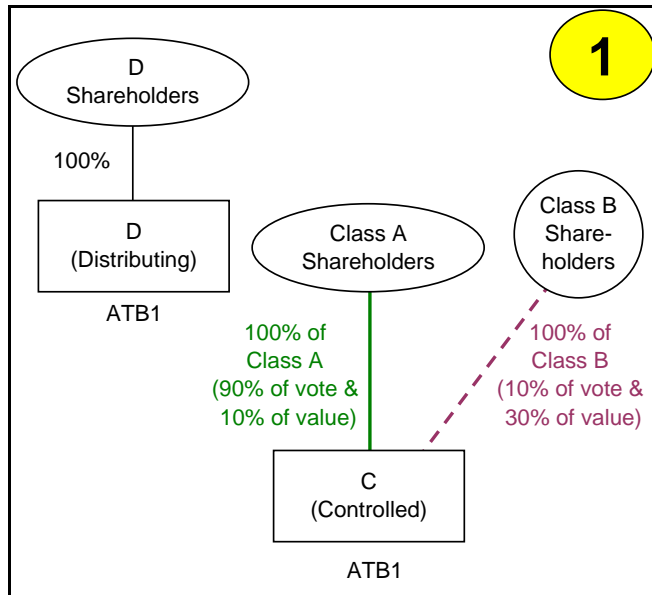 1
D
Shareholders
100%
D
(Distributing)
ATB1
Class A
Shareholders
Class B
Share-
holders
100% of
Class A
(90% of vote &
10% of value)
100% of
Class B
(10% of vote &
30% of value)
C
(Controlled)
ATB1